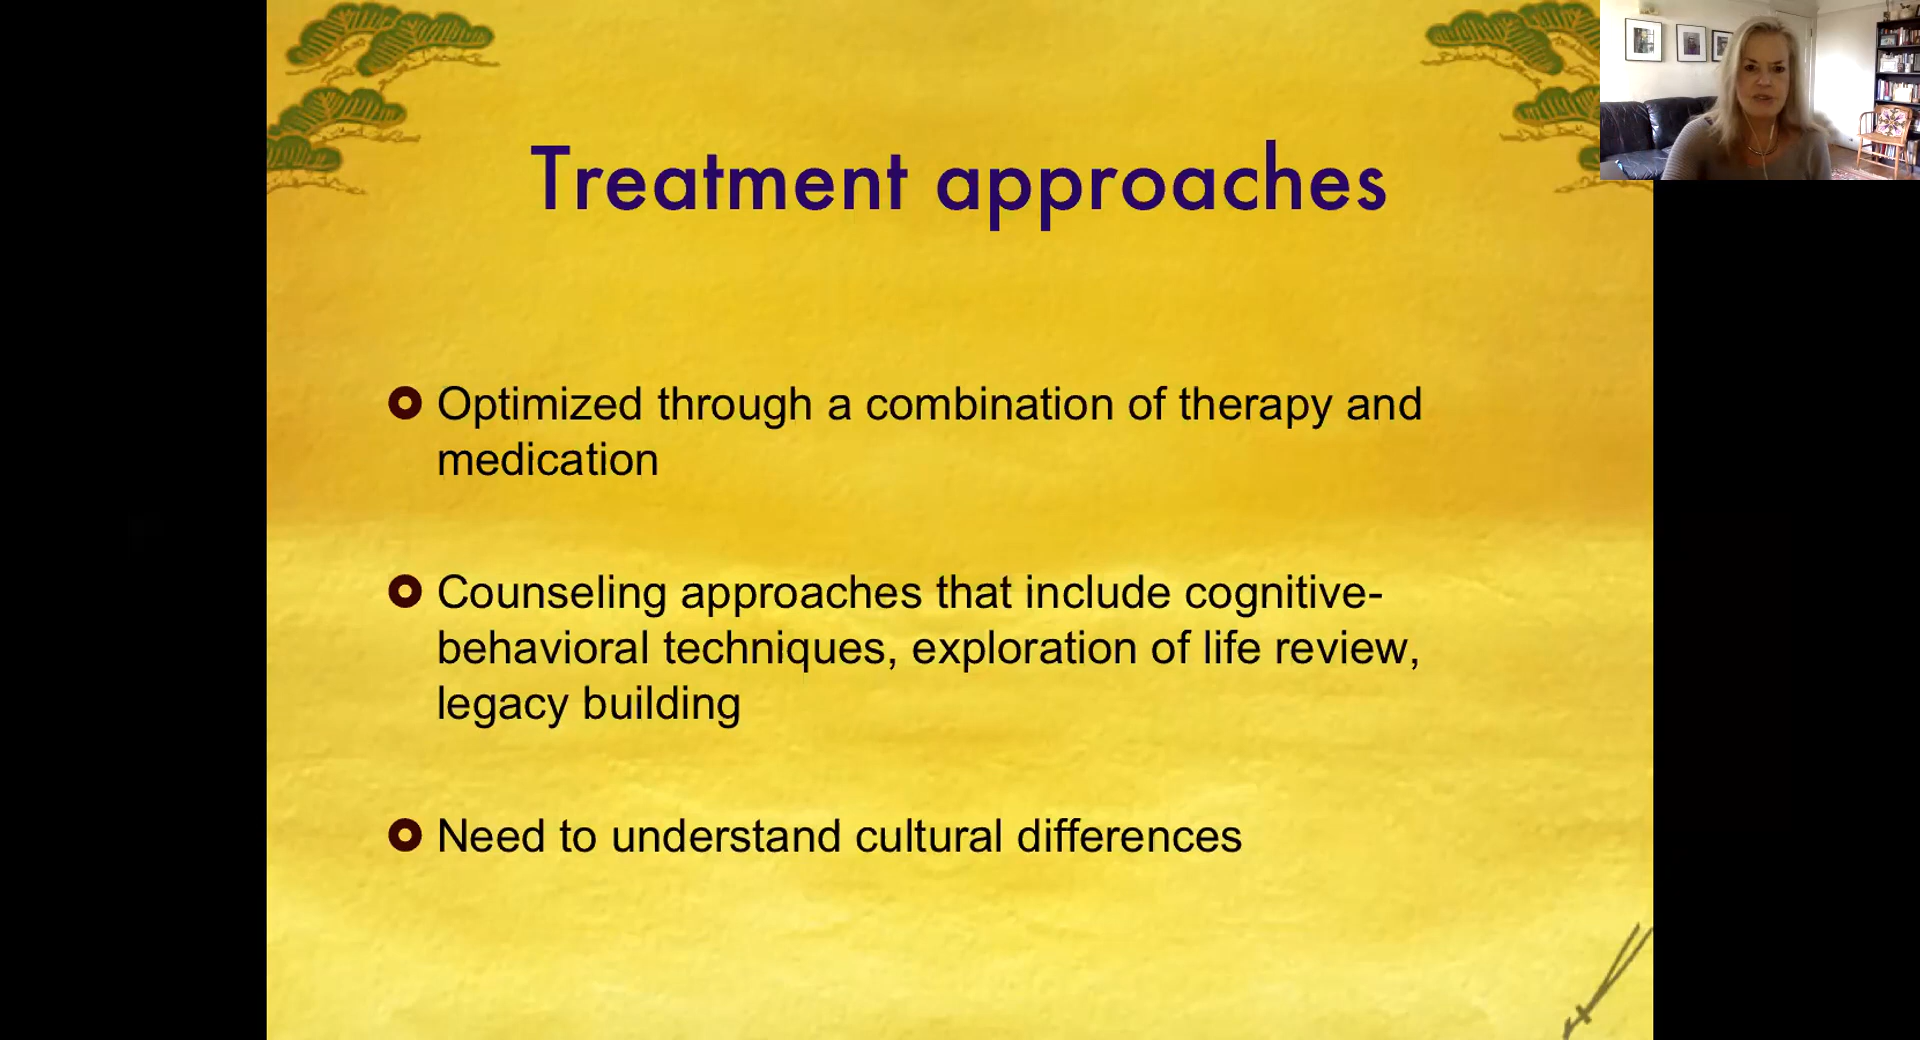 Treatment approaches
Optimized through a combination of therapy and
medication
Counseling approaches that include cognitive-
behavioral techniques, exploration of life review,
legacy building
Need to understand cultural differences